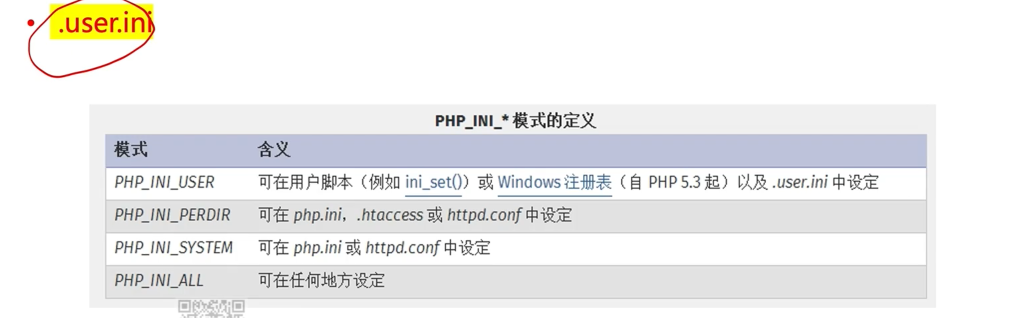 • .user.ini
PHP_INI_* 模式的定义
模式 含义
PHP_INI_USER 可在用户脚本（例如 ini_set()）或 Windows 注册表（自 PHP 5.3 起）以及 .user.ini 中设定
PHP_INI_PERDIR 可在 php.ini，.htaccess 或 httpd.conf 中设定
PHP_INI_SYSTEM 可在 php.ini 或 httpd.conf 中设定
PHP_INI_ALL 可在任何地方设定